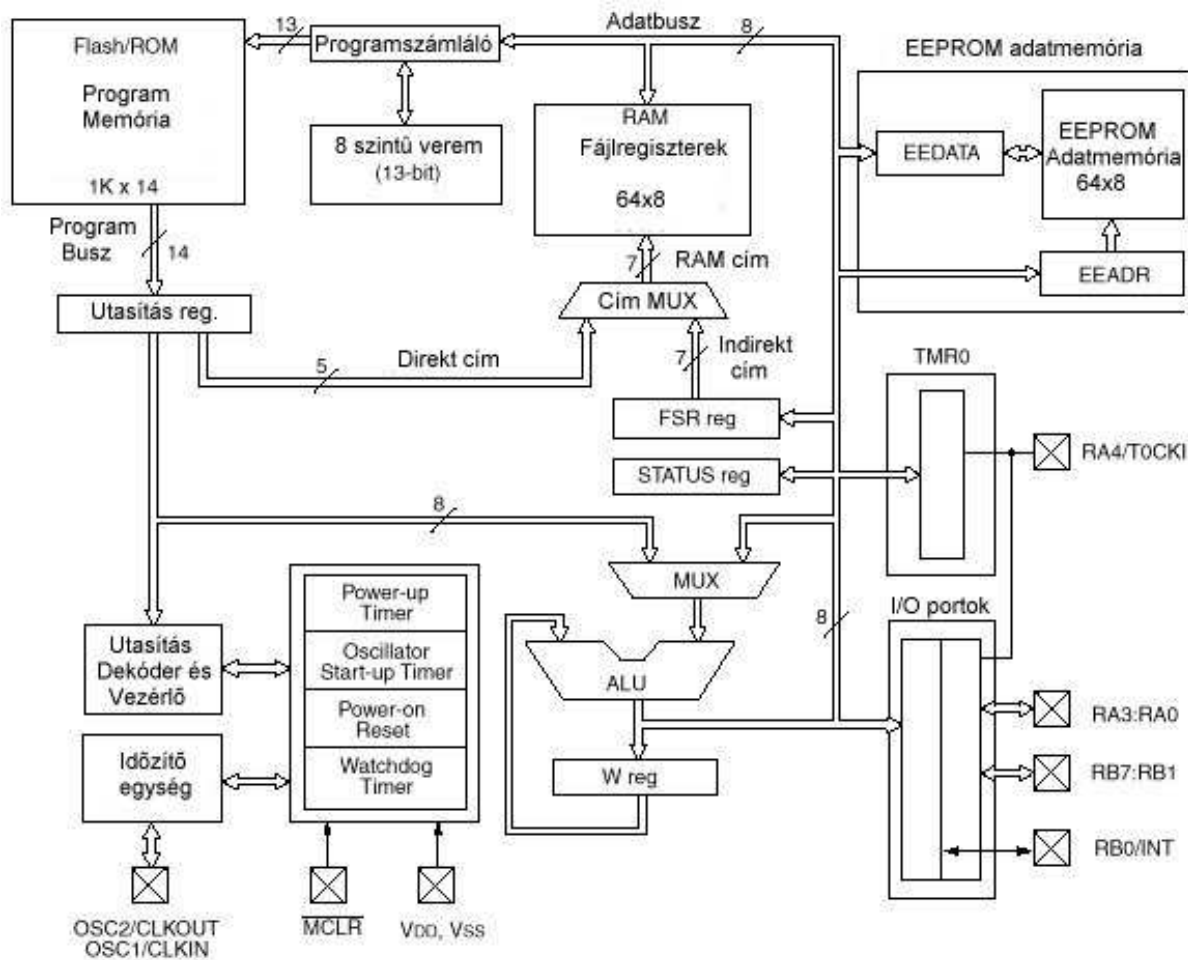 Flash/ROM
Program
Memória
1K x 14
13
Programszámláló
8 szintû verem
(13-bit)
Adatbusz
8
RAM
Fájlregiszterek
64x8
EEPROM adatmemória
EEDATA
EEPROM
Adatmemória
64x8
EEADR
Program
Busz
14
7
RAM cím
Utasítás reg.
Cím MUX
5
Direkt cím
7
Indirekt
cím
FSR reg
STATUS reg
TMR0
RA4/T0CKI
8
MUX
8
ALU
W reg
I/O portok
RA3:RA0
RB7:RB1
RB0/INT
Utasítás
Dekóder és
Vezérlõ
Power-up
Timer
Oscillator
Start-up Timer
Power-on
Reset
Watchdog
Timer
Idõzítõ
egység
OSC2/CLKOUT
OSC1/CLKIN
MCLR
VDD, VSS